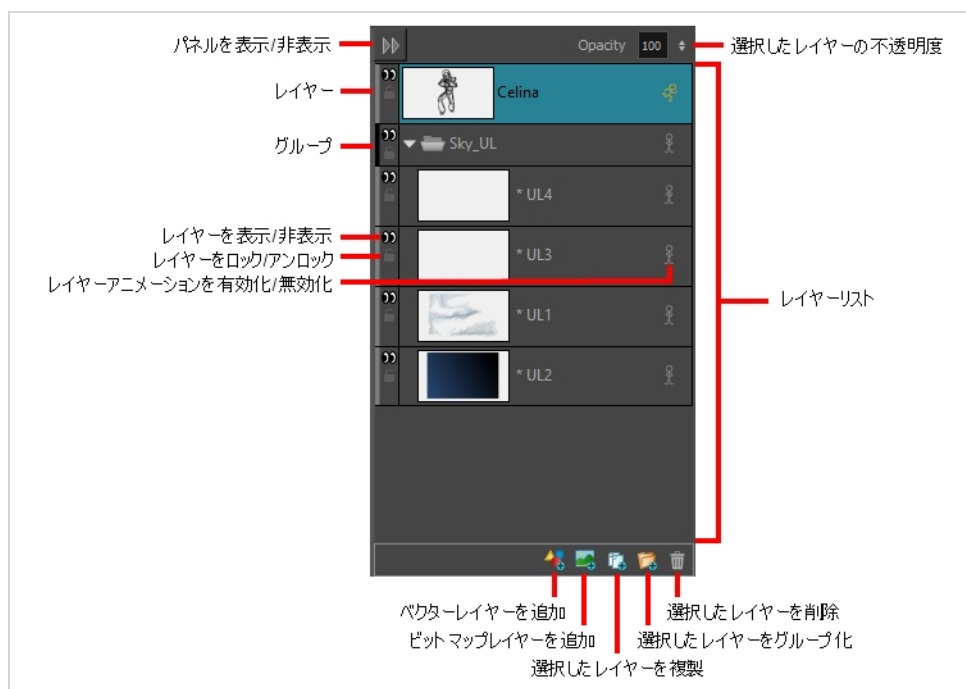 パネルを表示/非表示
Opacity 100
選択したレイヤーの不透明度
レイヤー
Celina
グループ
Sky_UL
* UL4
レイヤーを表示/非表示
レイヤーをロック/アンロック
* UL3
レイヤーアニメーションを有効化/無効化
レイヤーリスト
* UL1
* UL2
ベクターレイヤーを追加
選択したレイヤーを削除
ビットマップレイヤーを追加
選択したレイヤーをグループ化
選択したレイヤーを複製